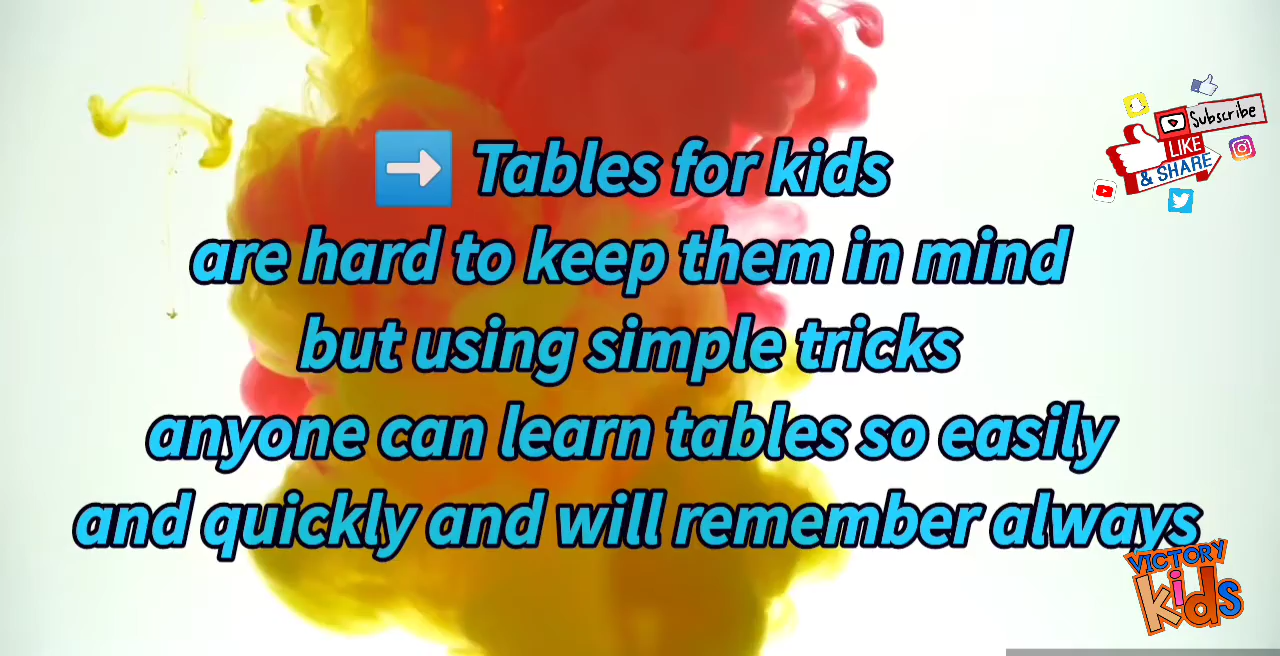 ➡ Tables for kids
are hard to keep them in mind
but using simple tricks
anyone can learn tables so easily
and quickly and will remember always
Subscribe
LIKE
& SHARE
VICTORY
kids